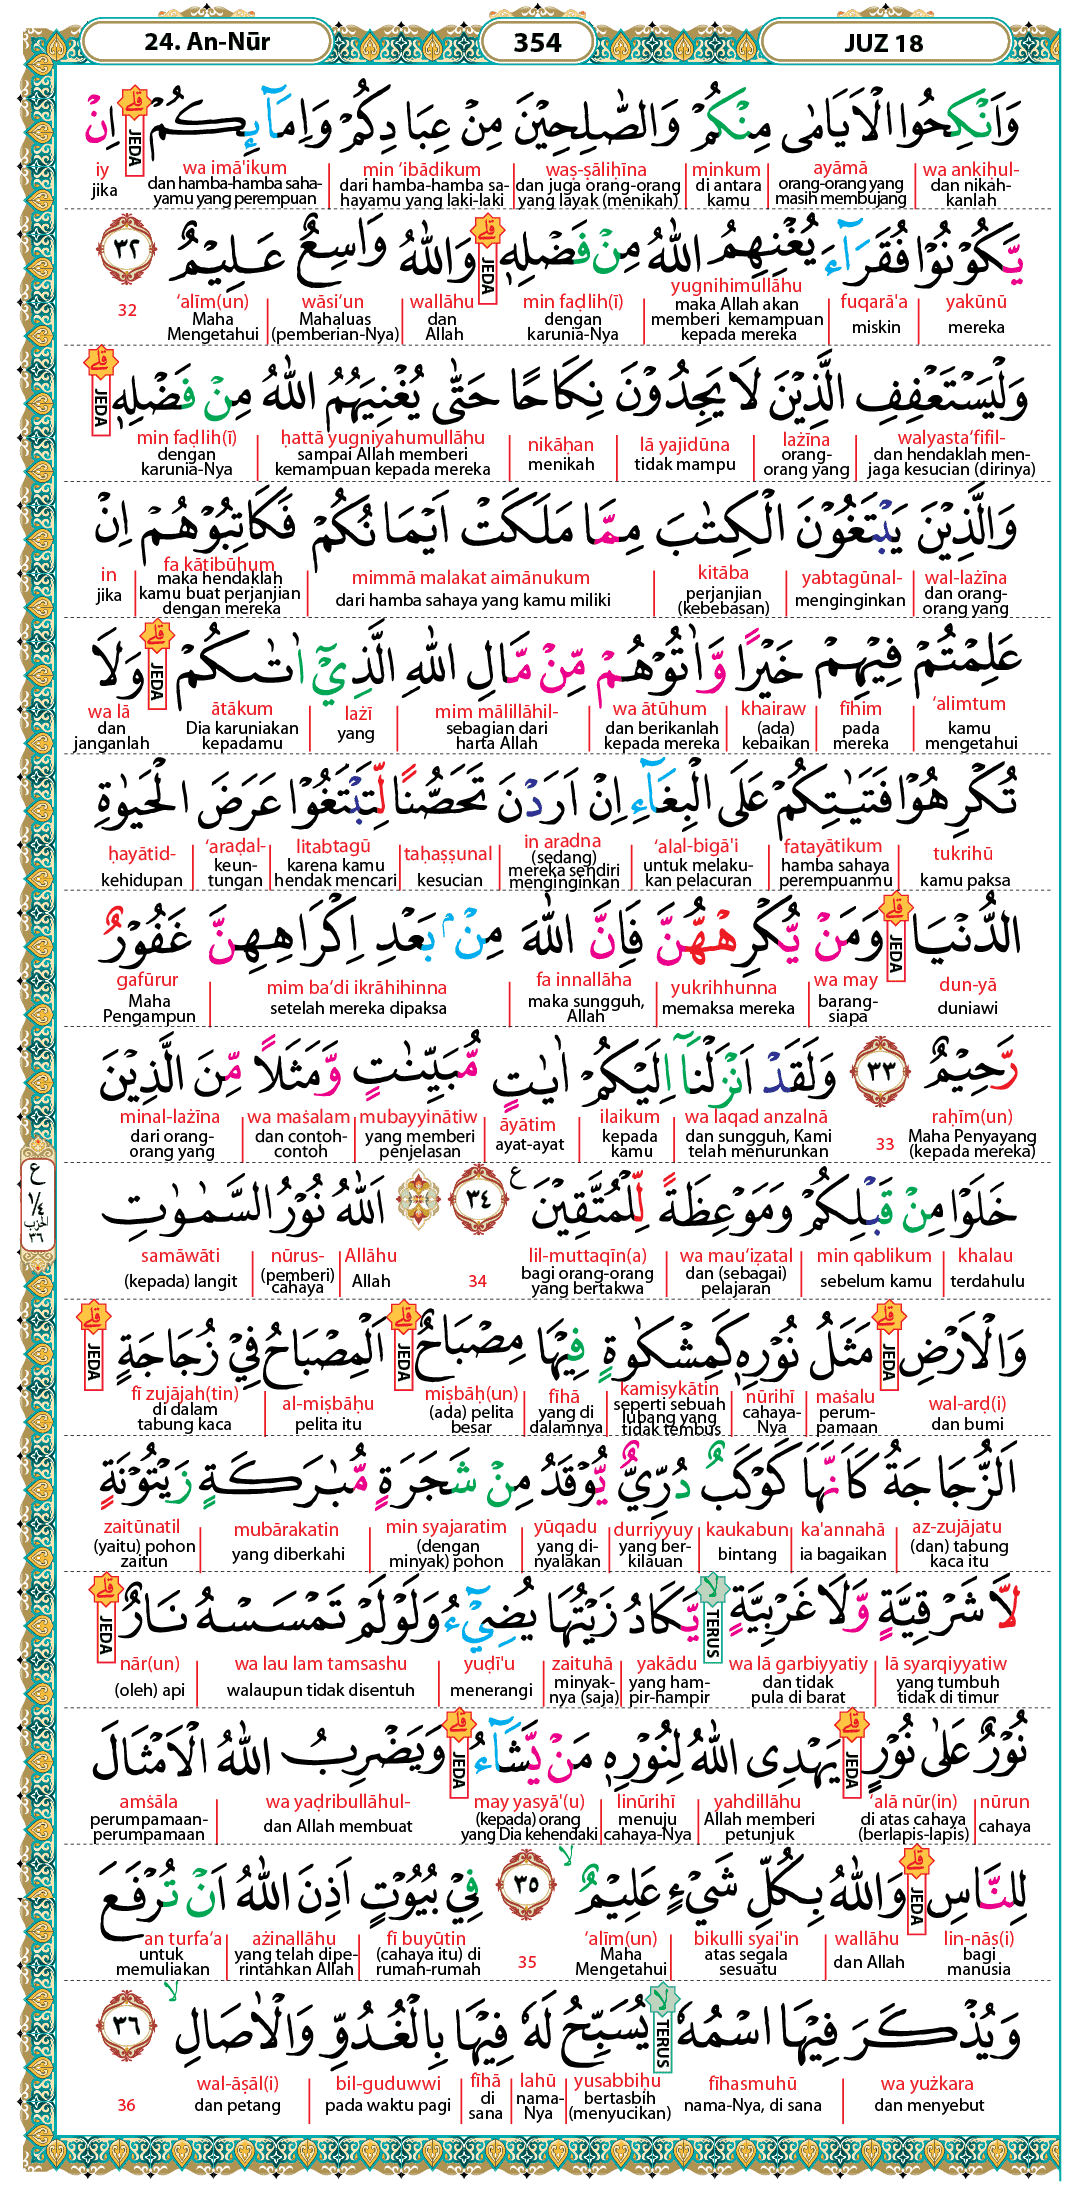 24. An-Nūr 354 JUZ 18
وَاَنْكِحُوا الْاَيَامٰى مِنْكُمْ وَالصّٰلِحِيْنَ مِنْ عِبَادِكُمْ وَاِمَاۤىِٕكُمْ ۗ اِنْ
wa ankiḥul- ayāmā minkum waṣ-ṣāliḥīna min ‘ibādikum wa imā'ikum JEDA iy
dan nikah-kanlah orang-orang yang masih membujang di antara kamu dan juga orang-orang yang layak (menikah) dari hamba-hamba sa-hayamu yang laki-laki dan hamba-hamba saha-yamu yang perempuan jika
يَّكُوْنُوْا فُقَرَاۤءَ يُغْنِهِمُ اللّٰهُ مِنْ فَضْلِهٖ ۗ وَاللّٰهُ وَاسِعٌ عَلِيْمٌ ٣٢
yakūnū fuqarā'a yugnihimullāhu min faḍlih(ī) JEDA wallāhu wāsi‘un ‘alīm(un) 32
mereka miskin maka Allah akan memberi kemampuan kepada mereka dengan karunia-Nya dan Allah Mahaluas (pemberian-Nya) Maha Mengetahui
وَلْيَسْتَعْفِفِ الَّذِيْنَ لَا يَجِدُوْنَ نِكَاحًا حَتّٰى يُغْنِيَهُمُ اللّٰهُ مِنْ فَضْلِهٖ ۗ
walyasta‘fifil- lażīna lā yajidūna nikāḥan ḥattā yugniyahumullāhu min faḍlih(ī) JEDA
dan hendaklah men-jaga kesucian (dirinya) orang-orang yang tidak mampu menikah sampai Allah memberi kemampuan kepada mereka dengan karunia-Nya
وَالَّذِيْنَ يَبْتَغُوْنَ الْكِتٰبَ مِمَّا مَلَكَتْ اَيْمَانُكُمْ فَكَاتِبُوْهُمْ اِنْ
wal-lażīna yabtagūnal- kitāba mimmā malakat aimānukum fa kātibūhum in
dan orang-orang yang menginginkan perjanjian (kebebasan) dari hamba sahaya yang kamu miliki maka hendaklah kamu buat perjanjian dengan mereka jika
عَلِمْتُمْ فِيْهِمْ خَيْرًا وَّاٰتُوْهُمْ مِّنْ مَّالِ اللّٰهِ الَّذِيْٓ اٰتٰىكُمْ ۗ وَلَا
‘alimtum fīhim khairaw wa ātūhum mim mālillāhil- lażī ātākum JEDA wa lā
kamu mengetahui pada mereka (ada) kebaikan dan berikanlah kepada mereka sebagian dari harta Allah yang Dia karuniakan kepadamu dan janganlah
تُكْرِهُوْا فَتَيٰتِكُمْ عَلَى الْبِغَاۤءِ اِنْ اَرَدْنَ تَحَصُّنًا لِّتَبْتَغُوْا عَرَضَ الْحَيٰوةِ
tukrihū fatayātikum ‘alal-bigā'i in aradna taḥaṣṣunal litabtagū ‘araḍal- ḥayātid-
kamu paksa hamba sahaya perempuanmu untuk melaku-kan pelacuran (sedang) mereka sendiri menginginkan kesucian karena kamu hendak mencari keun-tungan kehidupan
الدُّنْيَا ۗ وَمَنْ يُّكْرِهْهُّنَّ فَاِنَّ اللّٰهَ مِنْۢ بَعْدِ اِكْرَاهِهِنَّ غَفُوْرٌ
dun-yā JEDA wa may yukrihhunna fa innallāha mim ba‘di ikrāhihinna gafūrur
duniawi barang-siapa memaksa mereka maka sungguh, Allah setelah mereka dipaksa Maha Pengampun
رَّحِيْمٌ ٣٣ وَلَقَدْ اَنْزَلْنَآ اِلَيْكُمْ اٰيٰتٍ مُّبَيِّنٰتٍ وَّمَثَلًا مِّنَ الَّذِيْنَ
raḥīm(un) 33 wa laqad anzalnā ilaikum āyātim mubayyinātiw wa maṡalam minal-lażīna
Maha Penyayang (kepada mereka) dan sungguh, Kami telah menurunkan kepada kamu ayat-ayat yang memberi penjelasan dan contoh-contoh dari orang-orang yang
خَلَوْا مِنْ قَبْلِكُمْ وَمَوْعِظَةً لِّلْمُتَّقِيْنَ ࣖ ٣٤ ۞ اَللّٰهُ نُوْرُ السَّمٰوٰتِ
khalau min qablikum wa mau‘iẓatal lil-muttaqīn(a) 34 Allāhu nūrus- samāwāti
terdahulu sebelum kamu dan (sebagai) pelajaran bagi orang-orang yang bertakwa Allah (pemberi) cahaya (kepada) langit
ع ¼ الحزب ٣٦
وَالْاَرْضِ ۗ مَثَلُ نُوْرِهٖ كَمِشْكٰوةٍ فِيْهَا مِصْبَاحٌ ۗ اَلْمِصْبَاحُ فِيْ زُجَاجَةٍ ۗ
wal-arḍ(i) JEDA maṡalu nūrihī kamisykātin fīhā miṣbāḥ(un) JEDA al-miṣbāḥu fī zujājah(tin) JEDA
dan bumi perum-pamaan cahaya-Nya seperti sebuah lubang yang tidak tembus yang di dalamnya (ada) pelita besar pelita itu di dalam tabung kaca
اَلزُّجَاجَةُ كَاَنَّهَا كَوْكَبٌ دُرِّيٌّ يُّوْقَدُ مِنْ شَجَرَةٍ مُّبٰرَكَةٍ زَيْتُوْنَةٍ
az-zujājatu ka'annahā kaukabun durriyyuy yūqadu min syajaratim mubārakatin zaitūnatil
(dan) tabung kaca itu ia bagaikan bintang yang ber-kilauan yang di-nyalakan (dengan minyak) pohon yang diberkahi (yaitu) pohon zaitun
لَّا شَرْقِيَّةٍ وَّلَا غَرْبِيَّةٍ ۙ يَّكَادُ زَيْتُهَا يُضِيْۤءُ وَلَوْ لَمْ تَمْسَسْهُ نَارٌ ۗ
lā syarqiyyatiw wa lā garbiyyatiy TERUS yakādu zaituhā yuḍī'u wa lau lam tamsashu nār(un) JEDA
yang tumbuh tidak di timur dan tidak pula di barat yang ham-pir-hampir minyak-nya (saja) menerangi walaupun tidak disentuh (oleh) api
نُوْرٌ عَلٰى نُوْرٍ ۗ يَهْدِى اللّٰهُ لِنُوْرِهٖ مَنْ يَّشَاۤءُ ۗ وَيَضْرِبُ اللّٰهُ الْاَمْثَالَ
nūrun ‘alā nūr(in) JEDA yahdillāhu linūrihī may yasyā'(u) JEDA wa yaḍribullāhul- amṡāla
cahaya di atas cahaya (berlapis-lapis) Allah memberi petunjuk menuju cahaya-Nya (kepada) orang yang Dia kehendaki dan Allah membuat perumpamaan-perumpamaan
لِلنَّاسِ ۗ وَاللّٰهُ بِكُلِّ شَيْءٍ عَلِيْمٌ ۙ ٣٥ فِيْ بُيُوْتٍ اَذِنَ اللّٰهُ اَنْ تُرْفَعَ
lin-nās(i) JEDA wallāhu bikulli syai'in ‘alīm(un) 35 fī buyūtin ażinallāhu an turfa‘a
bagi manusia dan Allah atas segala sesuatu Maha Mengetahui (cahaya itu) di rumah-rumah yang telah dipe-rintahkan Allah untuk memuliakan
وَيُذْكَرَ فِيْهَا اسْمُهٗ ۙ يُسَبِّحُ لَهٗ فِيْهَا بِالْغُدُوِّ وَالْاٰصَالِ ۙ ٣٦
wa yużkara fīhasmuhū TERUS yusabbiḥu lahū fīhā bil-guduwwi wal-āṣāl(i) 36
dan menyebut nama-Nya, di sana bertasbih (menyucikan) nama-Nya di sana pada waktu pagi dan petang